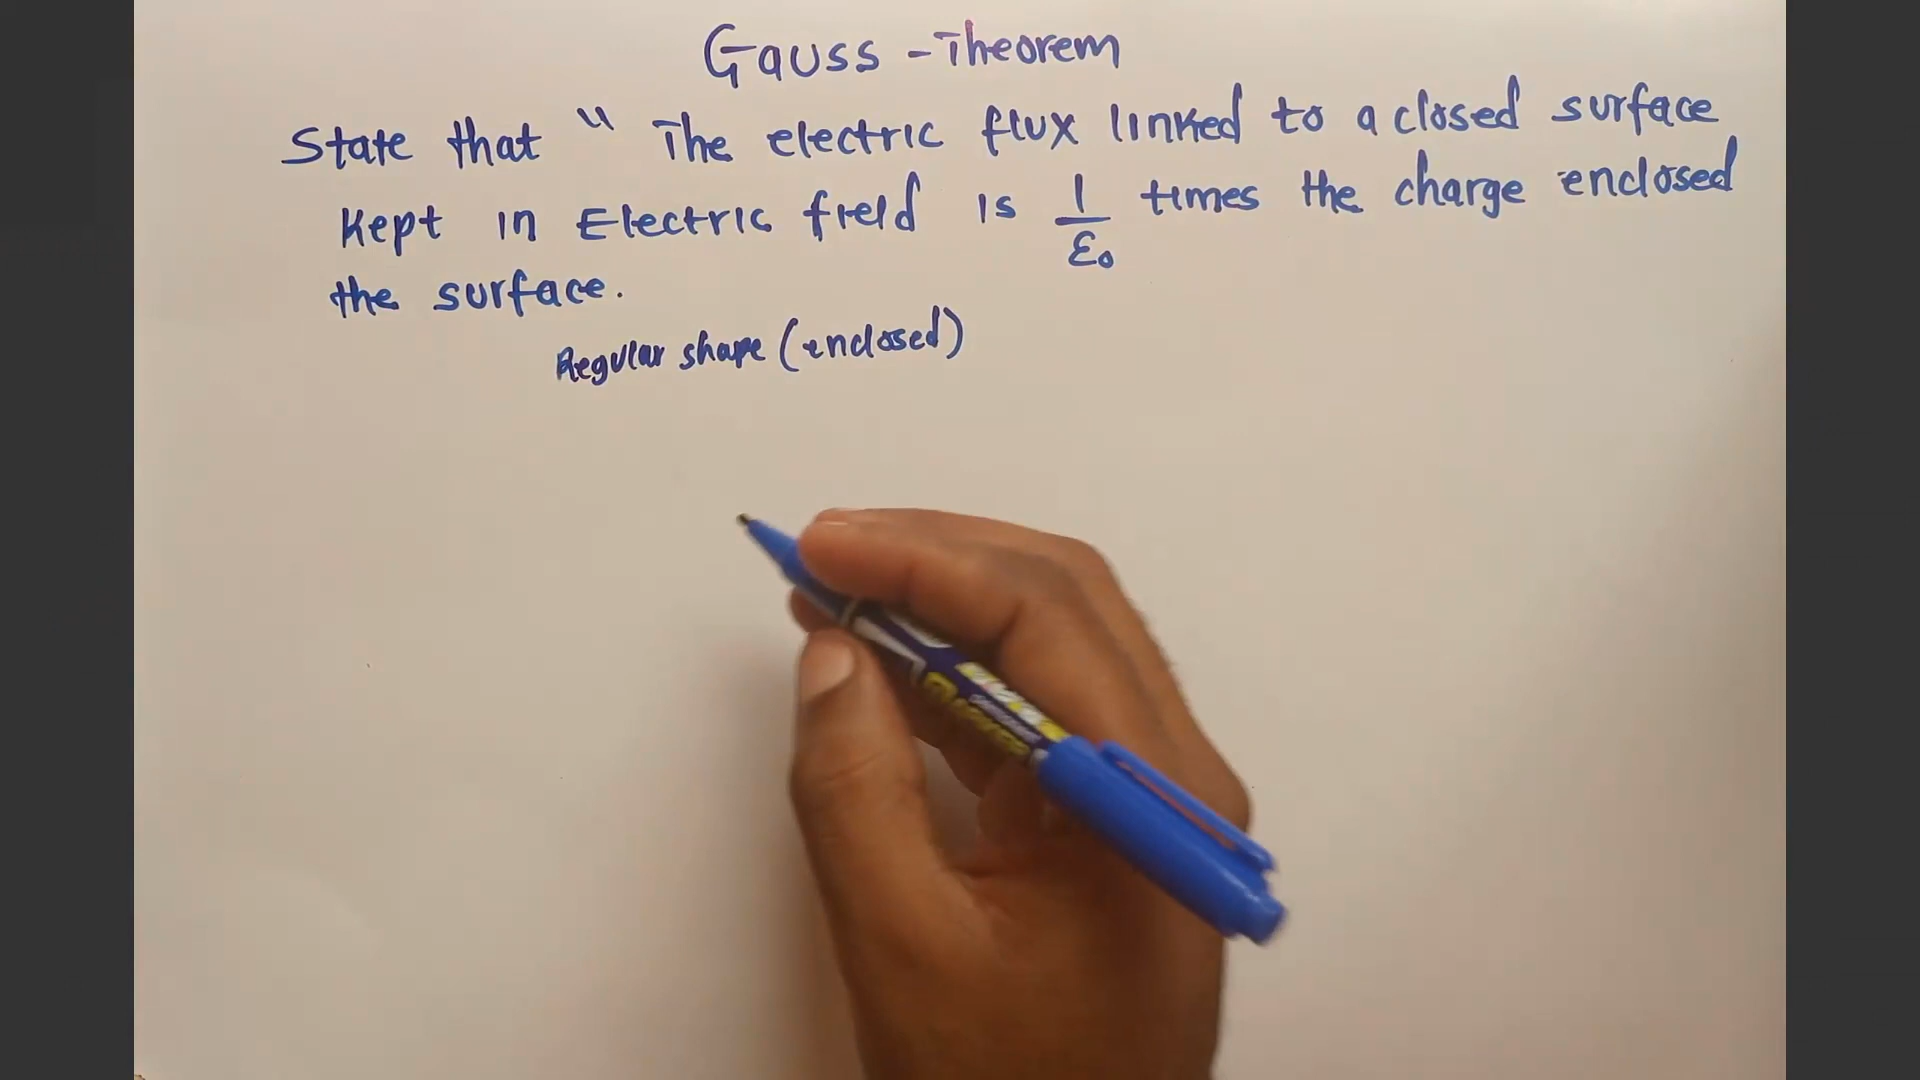 Gauss - Theorem
State that " The electric flux linked to a closed surface
Kept in Electric field is 1/ε₀ times the charge enclosed
the surface.
Regular shape (enclosed)